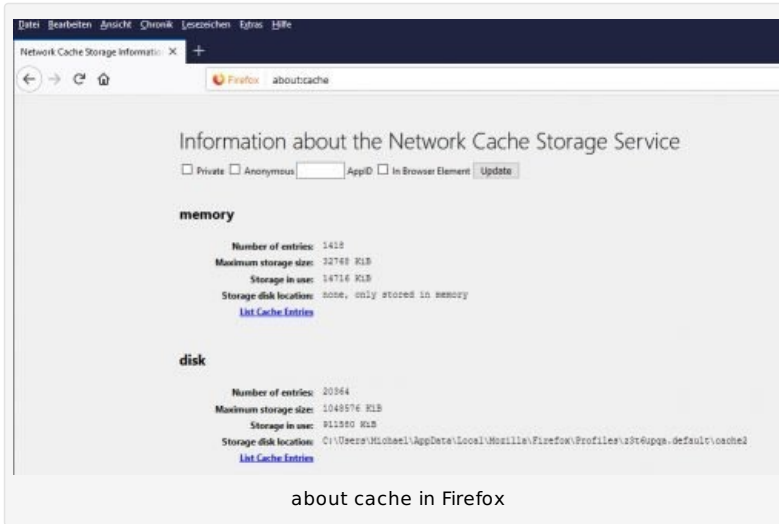 Datei Bearbeiten Ansicht Chronik Lesezeichen Extras Hilfe
Network Cache Storage Informatio
Firefox about:cache
Information about the Network Cache Storage Service
Private Anonymous AppID In Browser Element Update
memory
Number of entries: 1418
Maximum storage size: 32768 KiB
Storage in use: 14716 KiB
Storage disk location: none, only stored in memory
List Cache Entries
disk
Number of entries: 20364
Maximum storage size: 1048576 KiB
Storage in use: 911580 KiB
Storage disk location: C:\Users\Michael\AppData\Local\Mozilla\Firefox\Profiles\z3t6upqa.default\cache2
List Cache Entries
about cache in Firefox